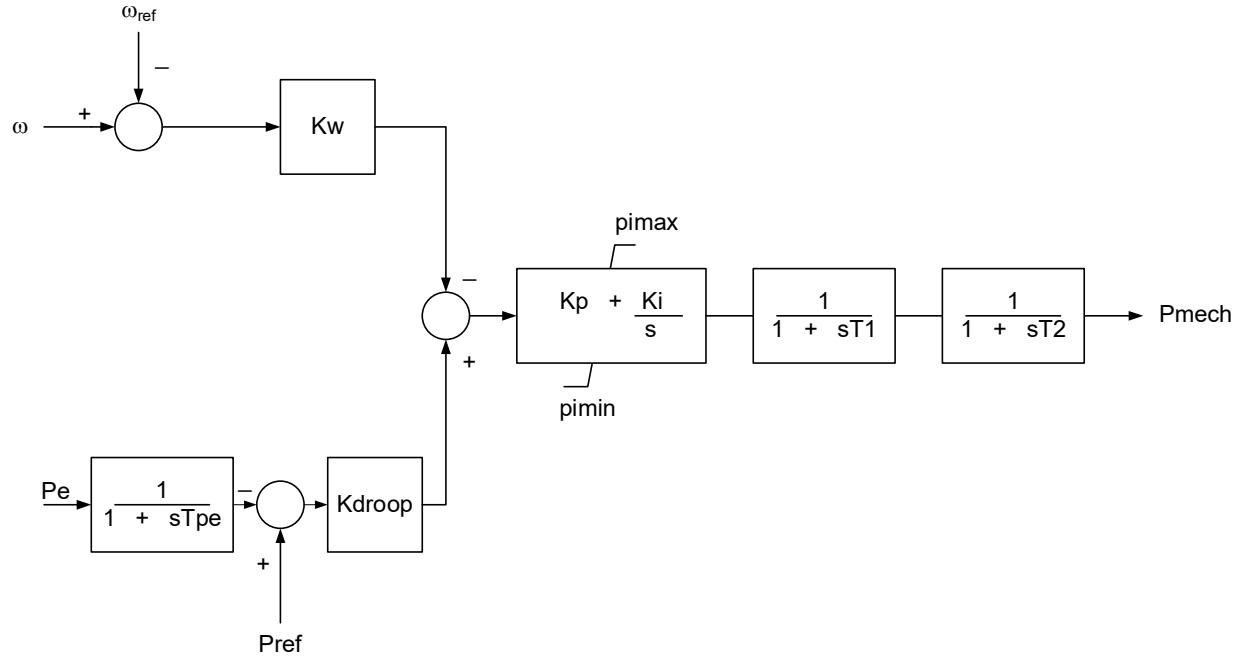 ωref
−
+
ω
Kw
pimax
−
Kp + Ki
s
1
1 + sT1
1
1 + sT2
Pmech
+
pimin
Pe
1
1 + sTpe
−
Kdroop
+
Pref